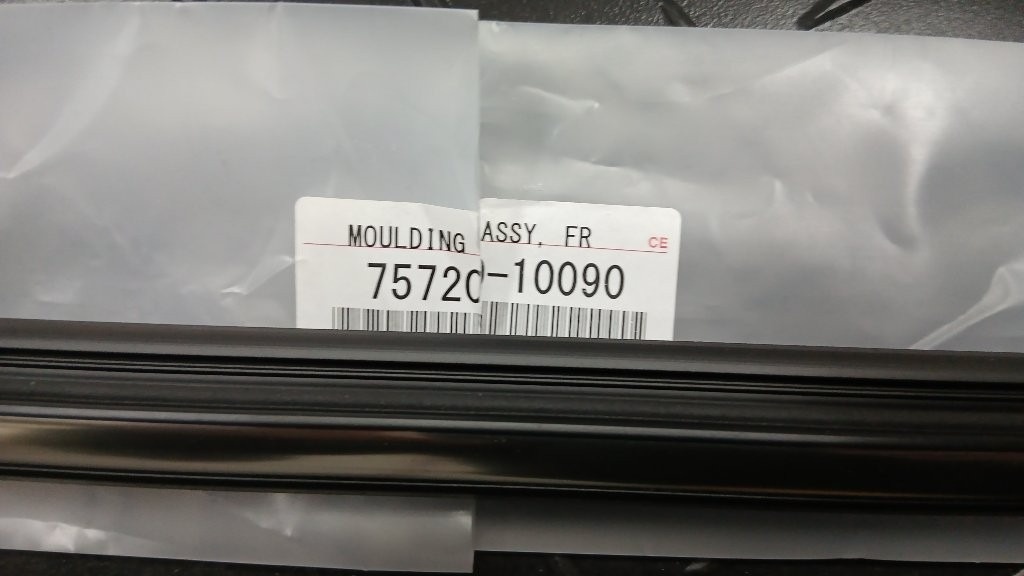 MOULDING ASSY, FR
CE
75720-10090